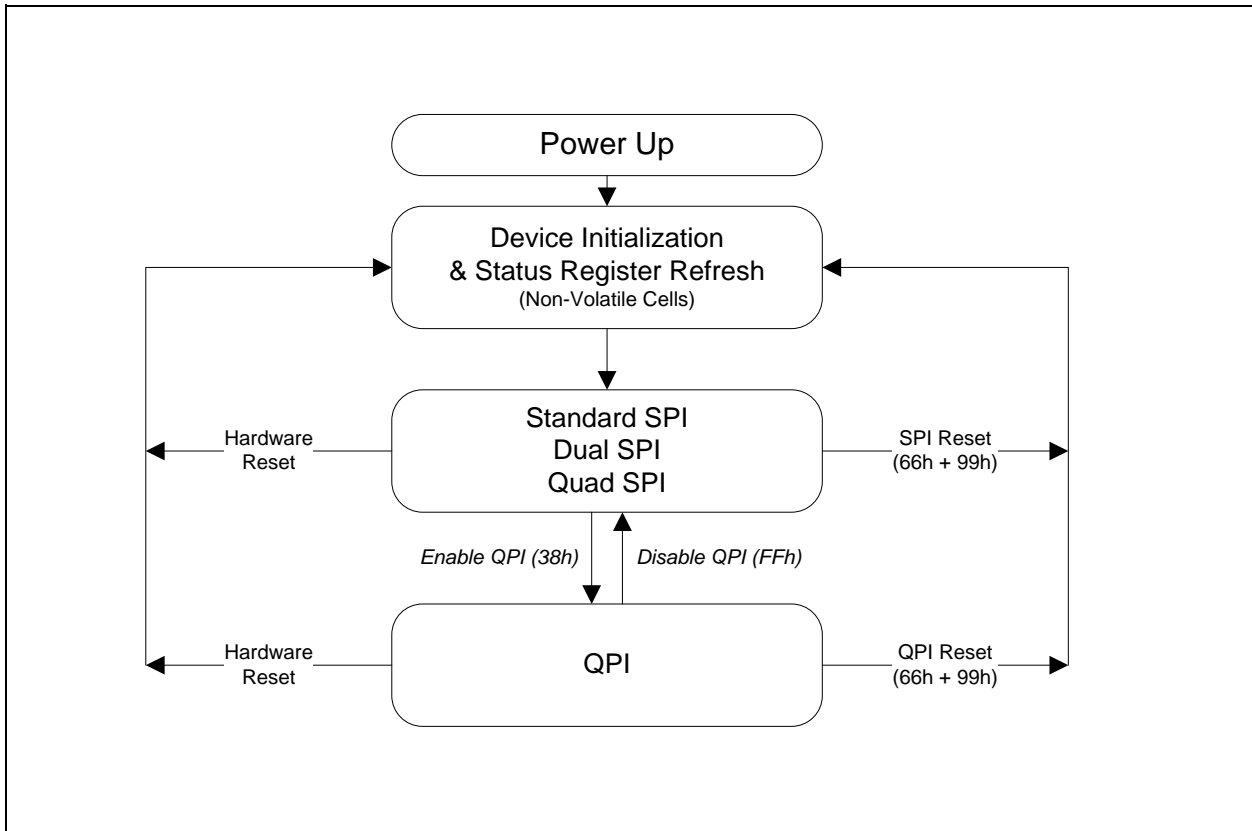 Power Up
Device Initialization
& Status Register Refresh
(Non-Volatile Cells)
Standard SPI
Dual SPI
Quad SPI
Hardware
Reset
SPI Reset
(66h + 99h)
Enable QPI (38h)
Disable QPI (FFh)
Hardware
Reset
QPI
QPI Reset
(66h + 99h)